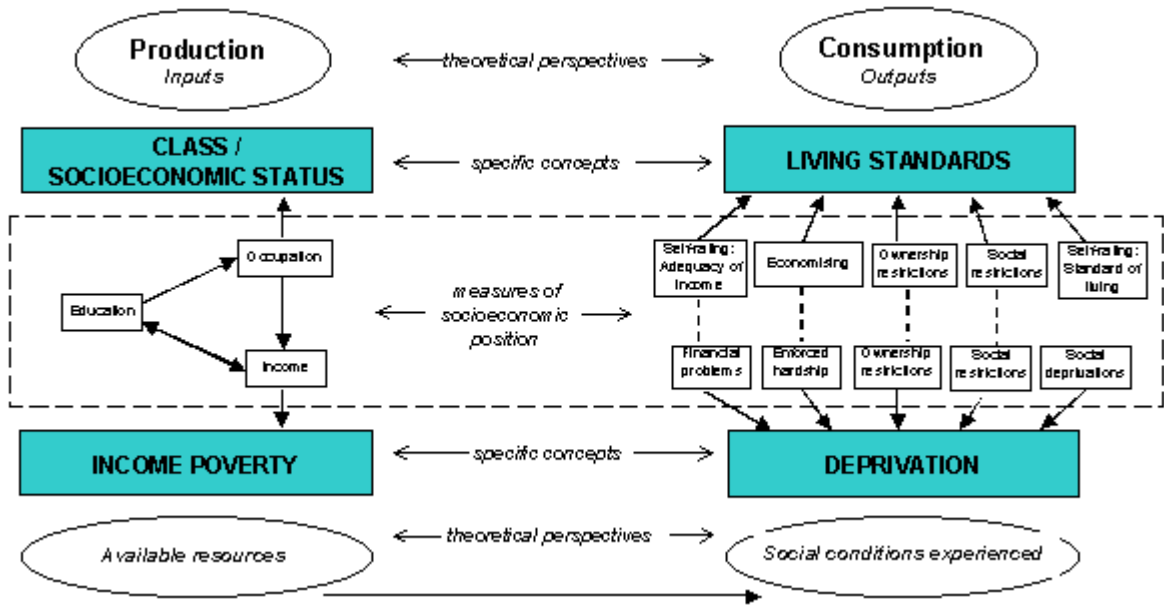 Production
Inputs
theoretical perspectives
Consumption
Outputs
CLASS /
SOCIOECONOMIC STATUS
specific concepts
LIVING STANDARDS
Occupation
Education
Income
measures of
socioeconomic
position
Self-rating:
Adequacy of
Income
Economising
Ownership
restrictions
Social
restrictions
Self-rating:
Standard of
living
Financial
problems
Enforced
hardship
Ownership
restrictions
Social
restrictions
Social
deprivations
INCOME POVERTY
specific concepts
DEPRIVATION
Available resources
theoretical perspectives
Social conditions experienced